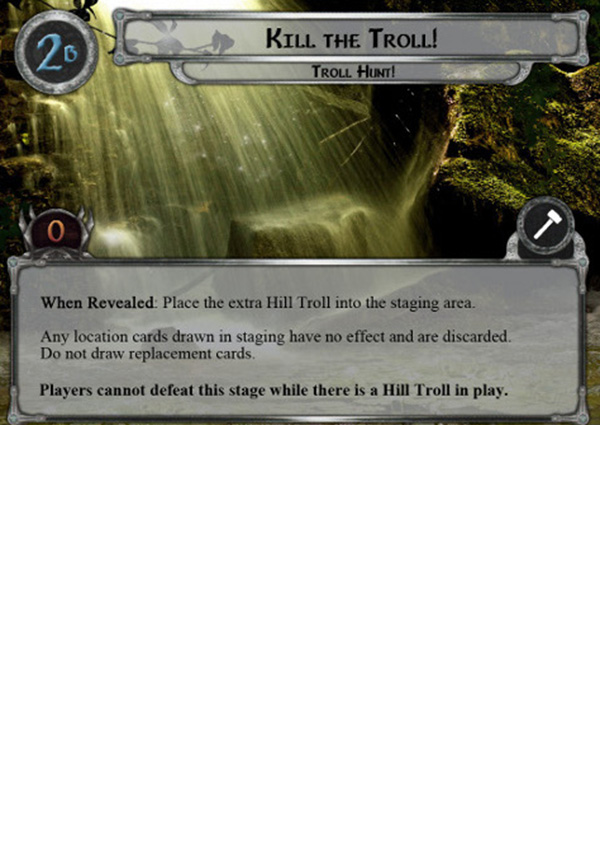 2B
Kill the Troll!
Troll Hunt!
0
When Revealed: Place the extra Hill Troll into the staging area.
Any location cards drawn in staging have no effect and are discarded.
Do not draw replacement cards.
Players cannot defeat this stage while there is a Hill Troll in play.